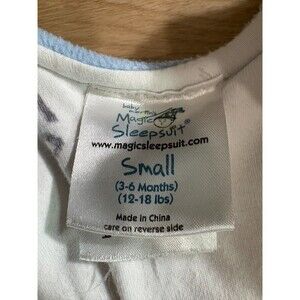 baby
Magic
Sleepsuit®
www.magicsleepsuit.com
Small
(3-6 Months)
(12-18 lbs)
Made in China
care on reverse side